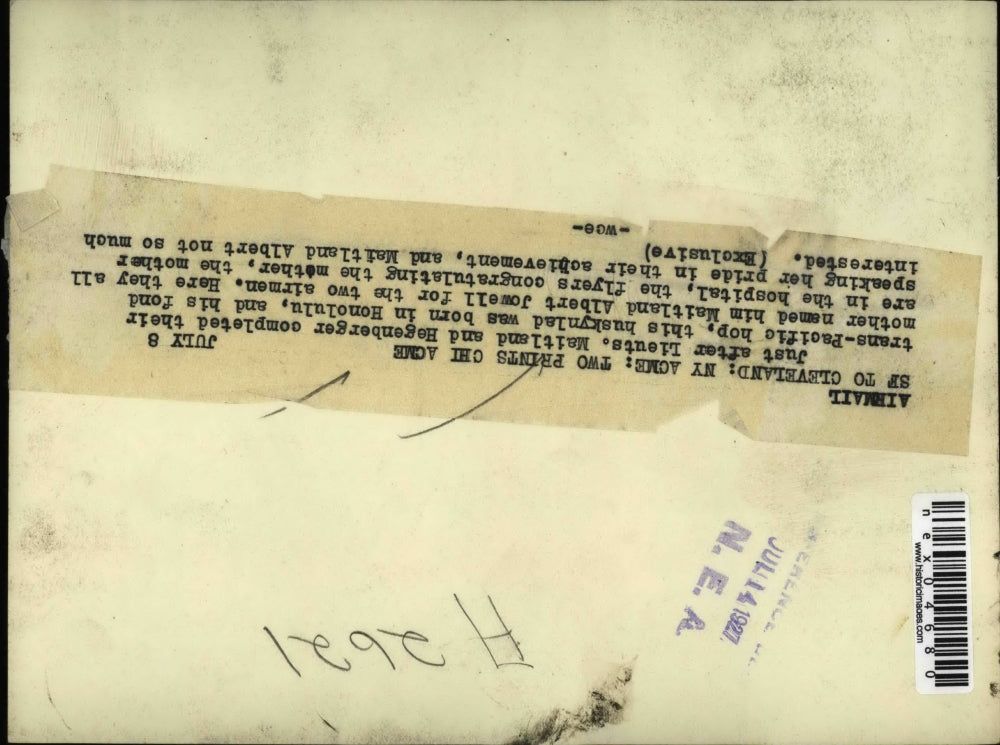 AIRMAIL
SF TO CLEVELAND; NY ACME; TWO PRINTS CHI ACME
JULY 8
Just after Lieuts. Maitland and Hegenberger completed their
trans-Pacific hop, this huskynlad was born in Honolulu, and his fond
mother named him Maitland Albert Jowell for the two airmen. Here they all
are in the hospital, the flyers congratulating the mother, the mother
speaking her pride in their achievement, and Maitland Albert not so much
interested. (Exclusive)
--wce-
JUL 14 1927
N. E. A.
H 2621
nex04680
www.historicimages.com